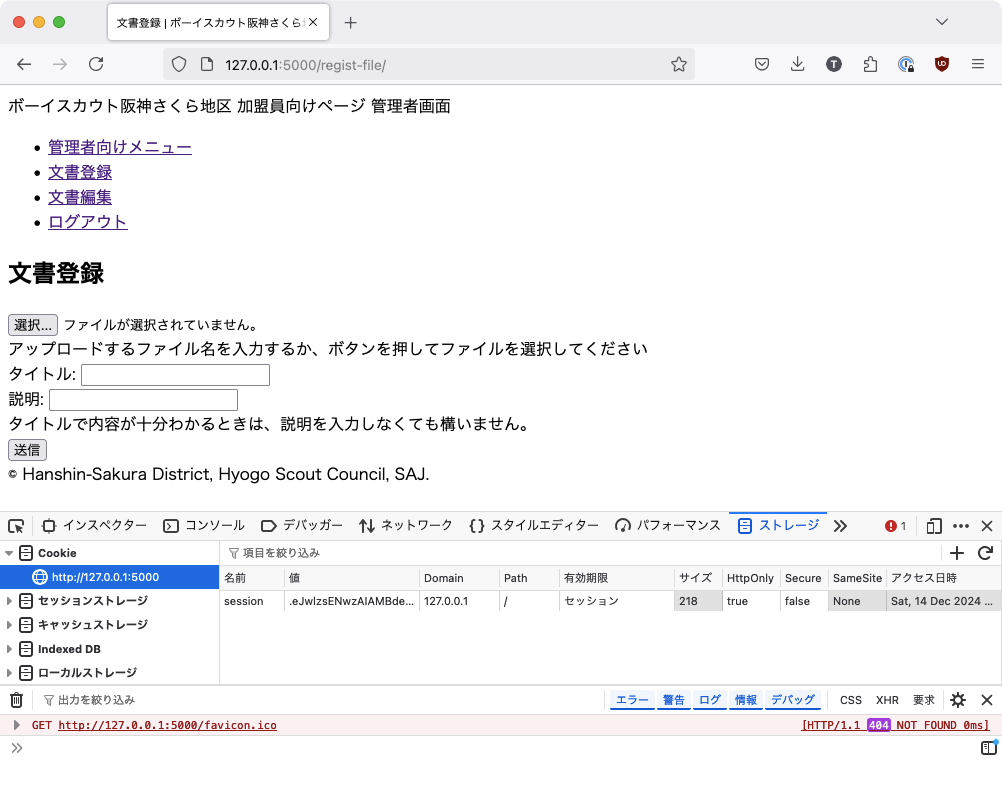 文書登録 | ボーイスカウト阪神さくら
127.0.0.1:5000/regist-file/
T
ボーイスカウト阪神さくら地区 加盟員向けページ 管理者画面
• 管理者向けメニュー
• 文書登録
• 文書編集
• ログアウト
文書登録
選択... ファイルが選択されていません。
アップロードするファイル名を入力するか、ボタンを押してファイルを選択してください
タイトル:
説明:
タイトルで内容が十分わかるときは、説明を入力しなくても構いません。
送信
© Hanshin-Sakura District, Hyogo Scout Council, SAJ.
インスペクター コンソール デバッガー ネットワーク スタイルエディター パフォーマンス ストレージ 1
Cookie 項目を絞り込み
http://127.0.0.1:5000 名前 値 Domain Path 有効期限 サイズ HttpOnly Secure SameSite アクセス日時
セッションストレージ session .eJwlzsENwzAIAMBde... 127.0.0.1 / セッション 218 true false None Sat, 14 Dec 2024 ...
キャッシュストレージ
Indexed DB
ローカルストレージ
出力を絞り込み エラー 警告 ログ 情報 デバッグ CSS XHR 要求
GET http://127.0.0.1:5000/favicon.ico [HTTP/1.1 404 NOT FOUND 0ms]